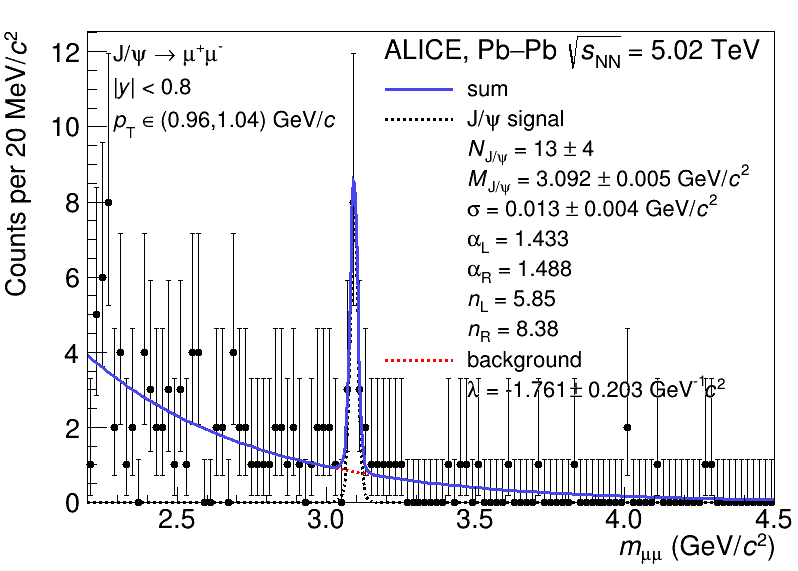 Counts per 20 MeV/c²
12
10
8
6
4
2
0
J/ψ → μ⁺μ⁻
|y| < 0.8
p_T ∈ (0.96,1.04) GeV/c
ALICE, Pb–Pb √s_NN = 5.02 TeV
sum
J/ψ signal
N_J/ψ = 13 ± 4
M_J/ψ = 3.092 ± 0.005 GeV/c²
σ = 0.013 ± 0.004 GeV/c²
α_L = 1.433
α_R = 1.488
n_L = 5.85
n_R = 8.38
background
λ = -1.761 ± 0.203 GeV⁻¹c²
2.5 3.0 3.5 4.0 4.5
m_μμ (GeV/c²)